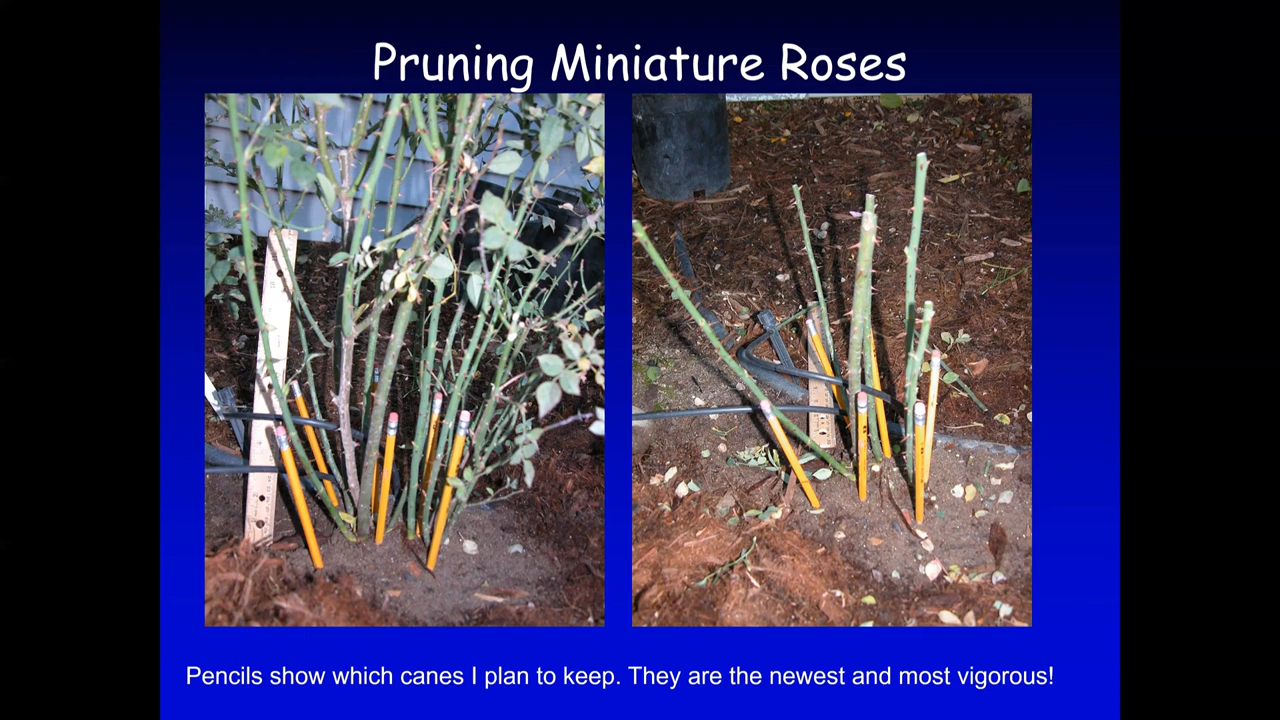 Pruning Miniature Roses
Pencils show which canes I plan to keep. They are the newest and most vigorous!